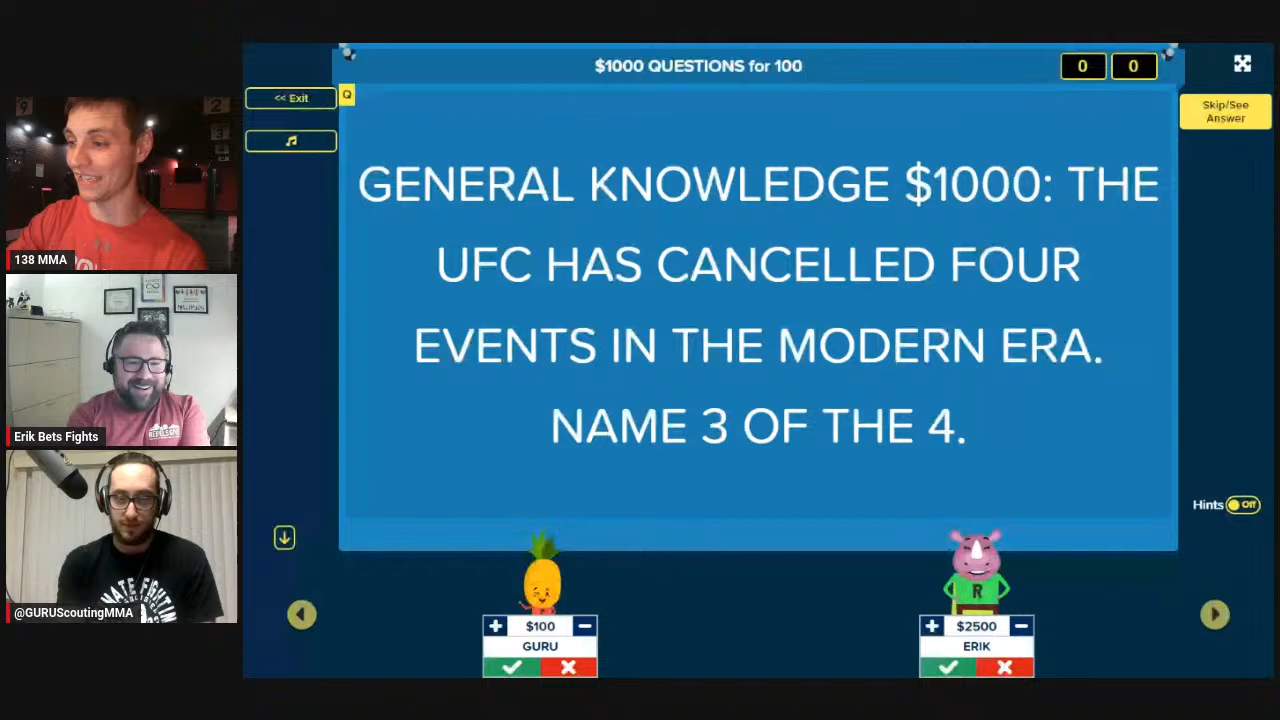 $1000 QUESTIONS for 100
0 0
<< Exit
Q
Skip/See
Answer
GENERAL KNOWLEDGE $1000: THE
UFC HAS CANCELLED FOUR
EVENTS IN THE MODERN ERA.
NAME 3 OF THE 4.
138 MMA
Erik Bets Fights
@GURUScoutingMMA
Hints Off
R
+ $100 −
GURU
+ $2500 −
ERIK